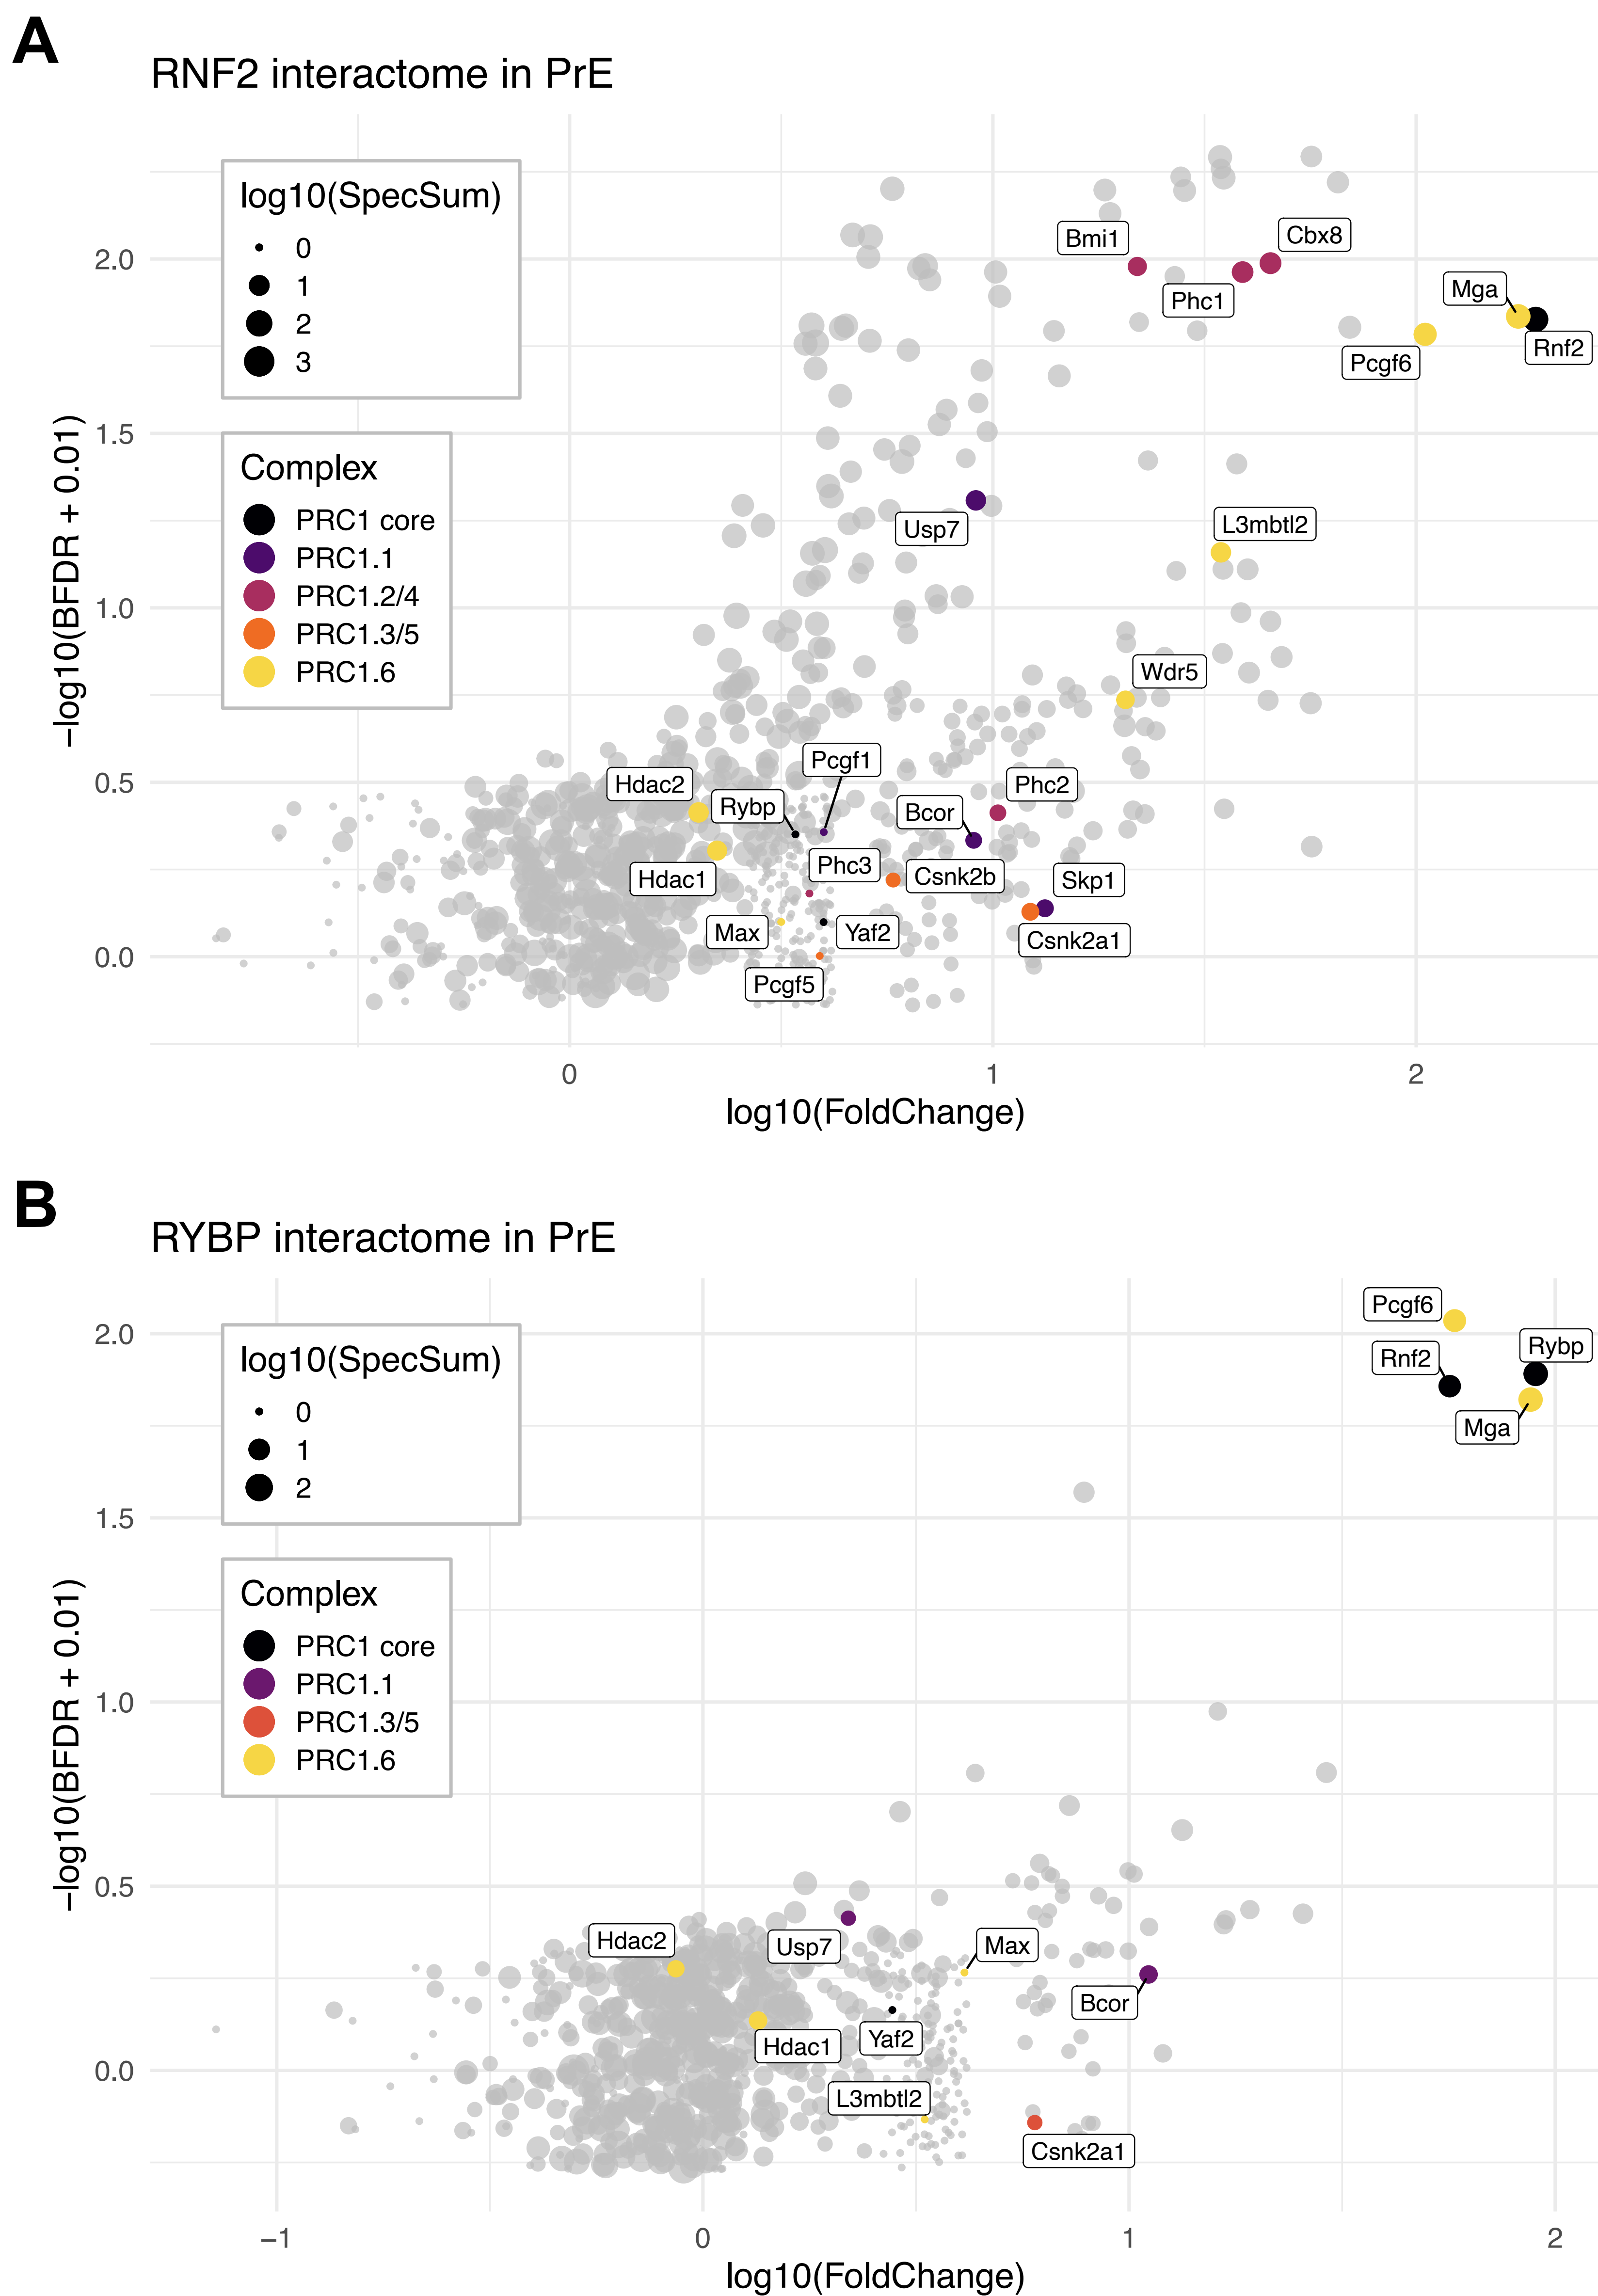 A
RNF2 interactome in PrE
log10(SpecSum)
0
1
2
3
Complex
PRC1 core
PRC1.1
PRC1.2/4
PRC1.3/5
PRC1.6
−log10(BFDR + 0.01)
2.0
1.5
1.0
0.5
0.0
Bmi1
Cbx8
Phc1
Mga
Rnf2
Pcgf6
Usp7
L3mbtl2
Wdr5
Pcgf1
Hdac2
Rybp
Phc2
Bcor
Phc3
Csnk2b
Hdac1
Skp1
Max
Yaf2
Csnk2a1
Pcgf5
0
1
2
log10(FoldChange)
B
RYBP interactome in PrE
log10(SpecSum)
0
1
2
Complex
PRC1 core
PRC1.1
PRC1.3/5
PRC1.6
−log10(BFDR + 0.01)
2.0
1.5
1.0
0.5
0.0
Pcgf6
Rybp
Rnf2
Mga
Hdac2
Usp7
Max
Bcor
Yaf2
Hdac1
L3mbtl2
Csnk2a1
−1
0
1
2
log10(FoldChange)